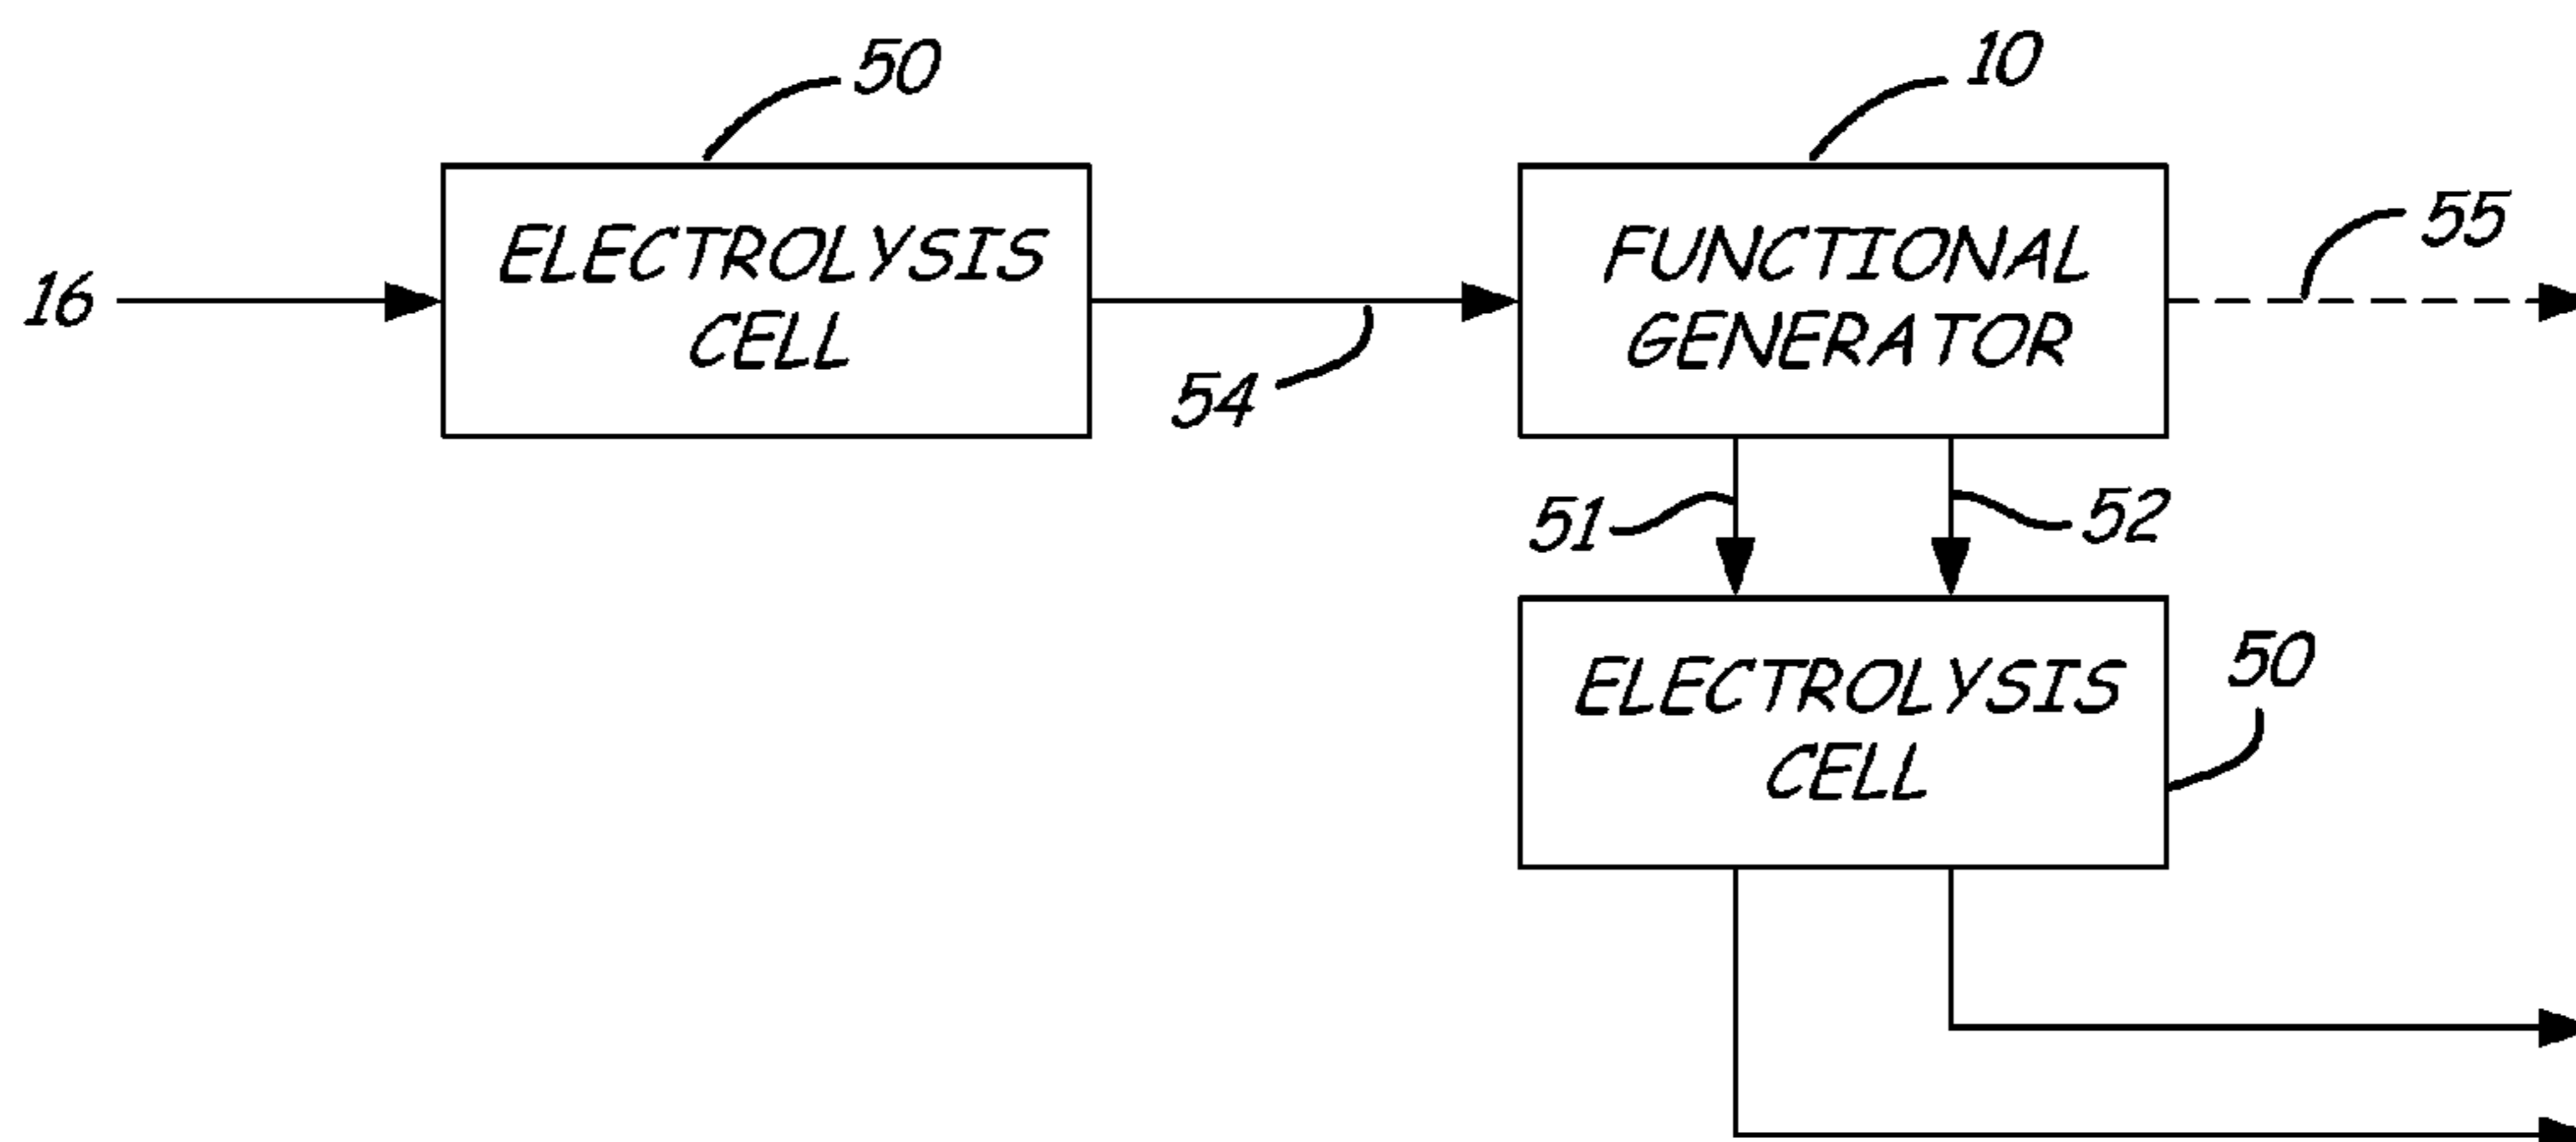 50
10
16
ELECTROLYSIS
CELL
54
FUNCTIONAL
GENERATOR
55
51
52
ELECTROLYSIS
CELL
50